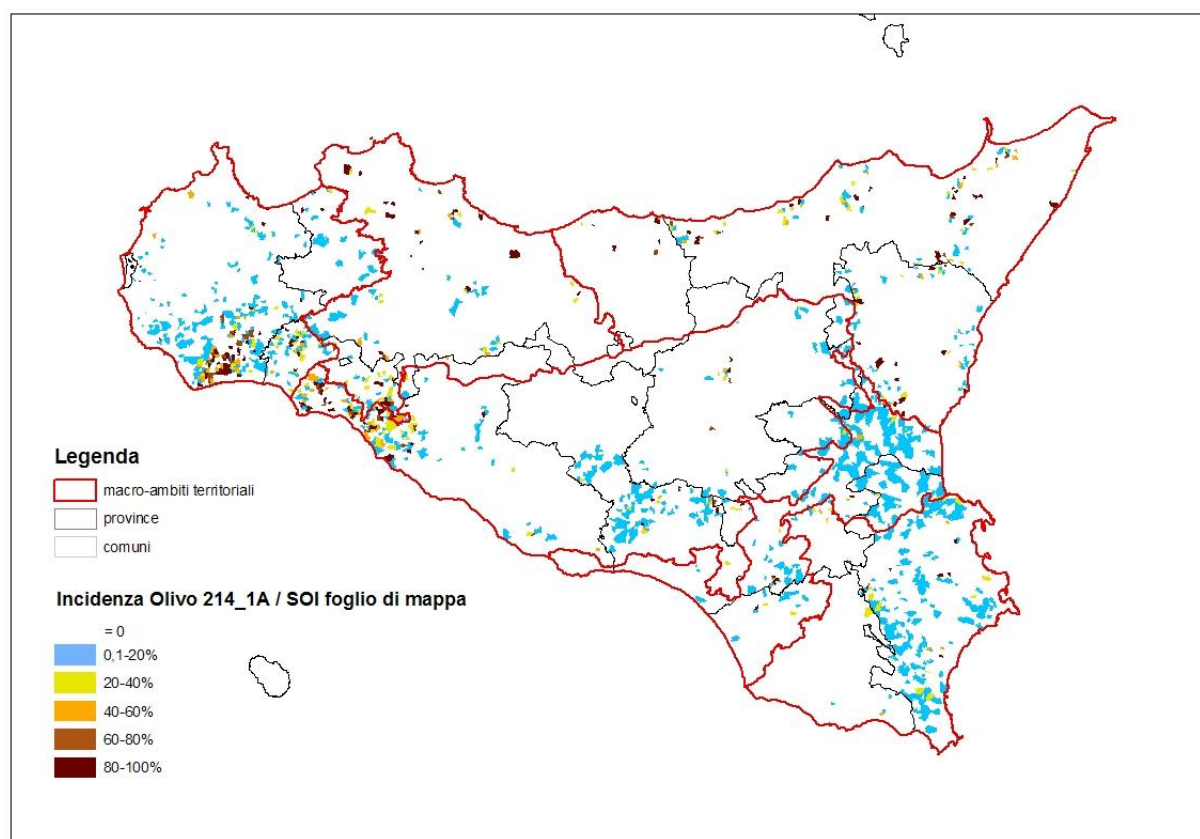 Legenda
macro-ambiti territoriali
province
comuni
Incidenza Olivo 214_1A / SOI foglio di mappa
= 0
0,1-20%
20-40%
40-60%
60-80%
80-100%